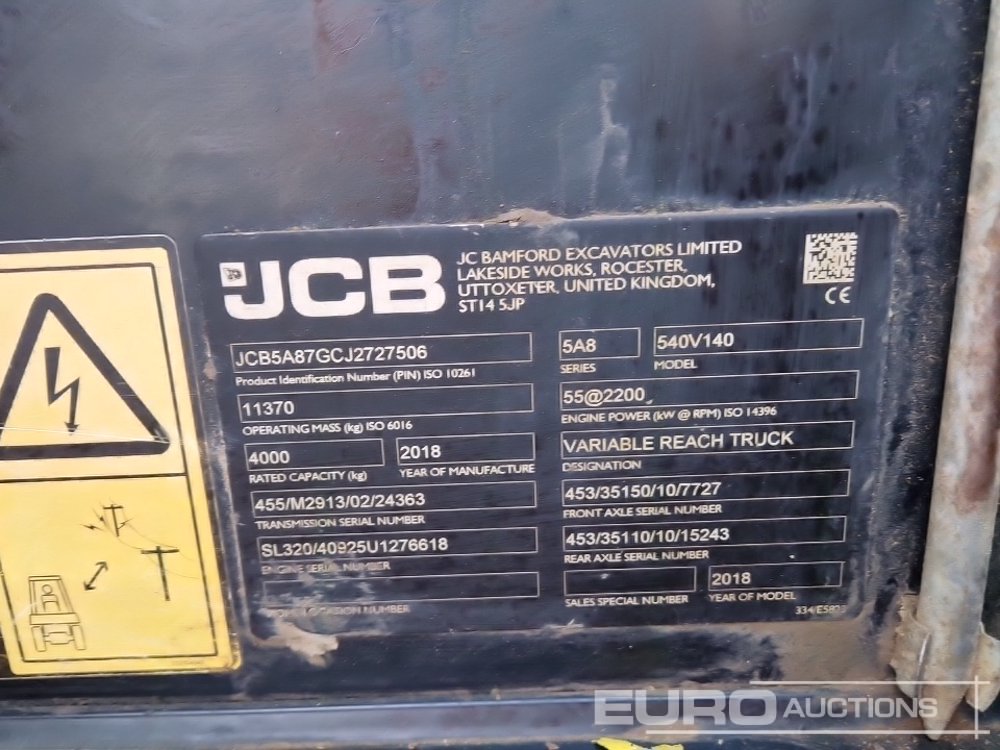 JCB
JC BAMFORD EXCAVATORS LIMITED
LAKESIDE WORKS, ROCESTER,
UTTOXETER, UNITED KINGDOM,
ST14 5JP
CE
JCB5A87GCJ2727506
Product Identification Number (PIN) ISO 10261
5A8
SERIES
540V140
MODEL
11370
OPERATING MASS (kg) ISO 6016
55@2200
ENGINE POWER (kW @ RPM) ISO 14396
4000
RATED CAPACITY (kg)
2018
YEAR OF MANUFACTURE
VARIABLE REACH TRUCK
DESIGNATION
455/M2913/02/24363
TRANSMISSION SERIAL NUMBER
453/35150/10/7727
FRONT AXLE SERIAL NUMBER
SL320/40925U1276618
ENGINE SERIAL NUMBER
453/35110/10/15243
REAR AXLE SERIAL NUMBER
NUMBER
SALES SPECIAL NUMBER
2018
YEAR OF MODEL
EURO AUCTIONS